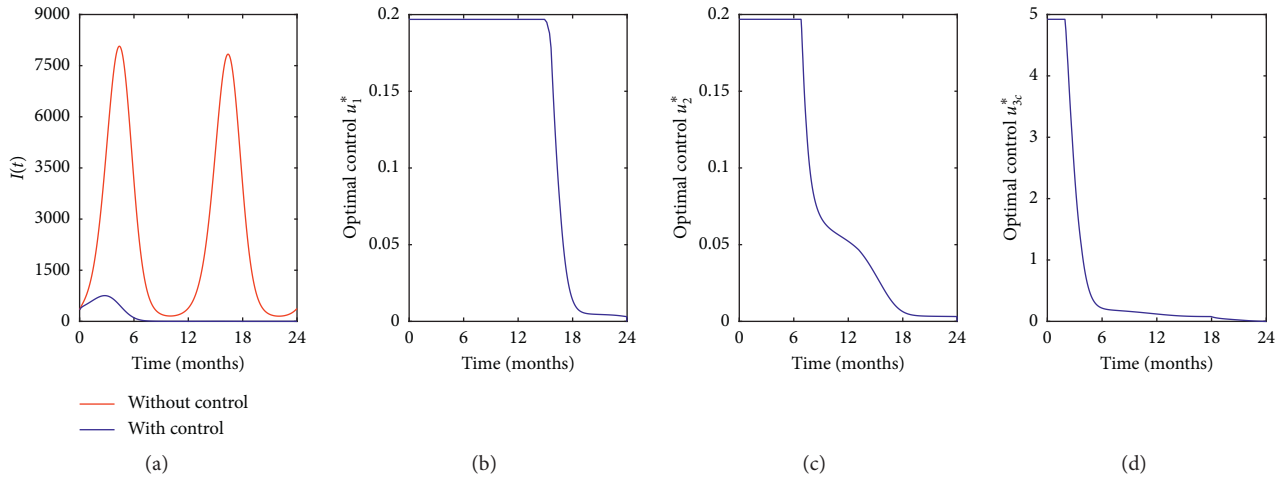 9000
7500
6000
4500
3000
1500
0
I(t)
0 6 12 18 24
Time (months)
Without control
With control
(a)
0.2
0.15
0.1
0.05
0
Optimal control u₁*
0 6 12 18 24
Time (months)
(b)
0.2
0.15
0.1
0.05
0
Optimal control u₂*
0 6 12 18 24
Time (months)
(c)
5
4
3
2
1
0
Optimal control u₃c*
0 6 12 18 24
Time (months)
(d)